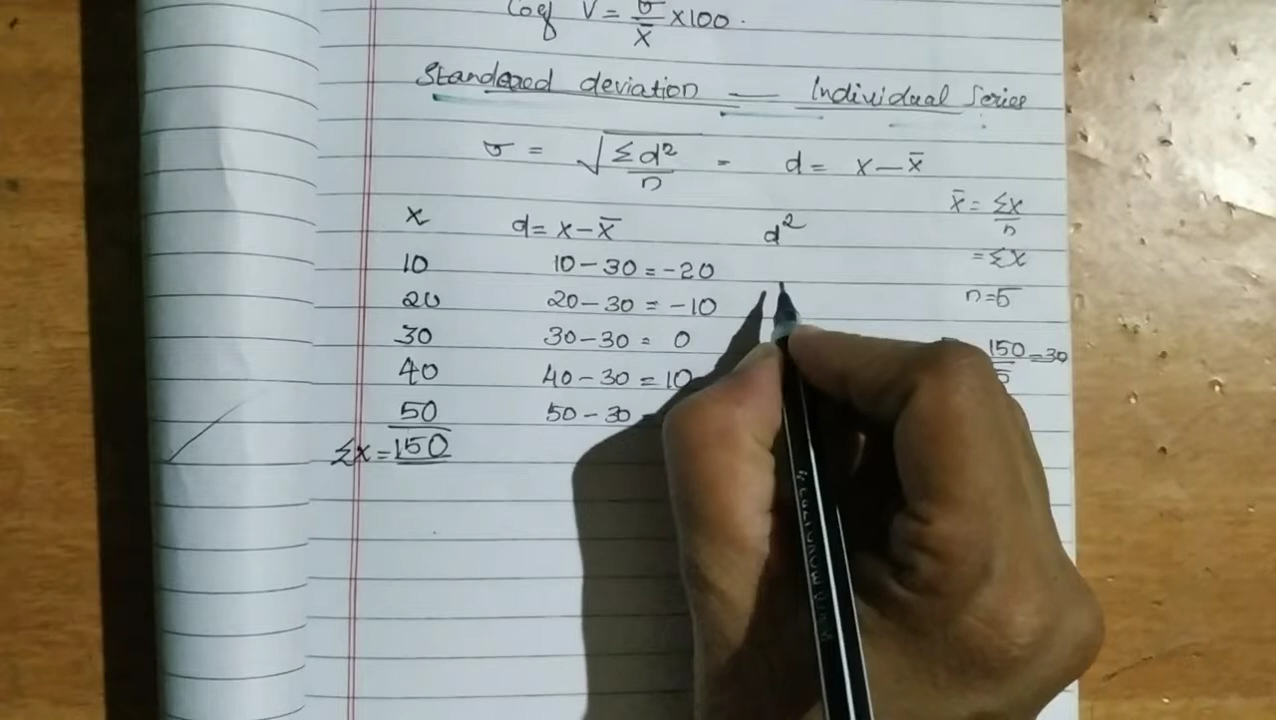 Coef V = σ/x̄ ×100.
Standered deviation — Individual Series
σ = √Σd²/n - d = x – x̄
x̄ = Σx/n
x d = x – x̄ d²
= Σx
10 10 – 30 = –20
n = 5
20 20 – 30 = –10
30 30 – 30 = 0
150/5 = 30
40 40 – 30 = 10
50 50 – 30
Σx = 150